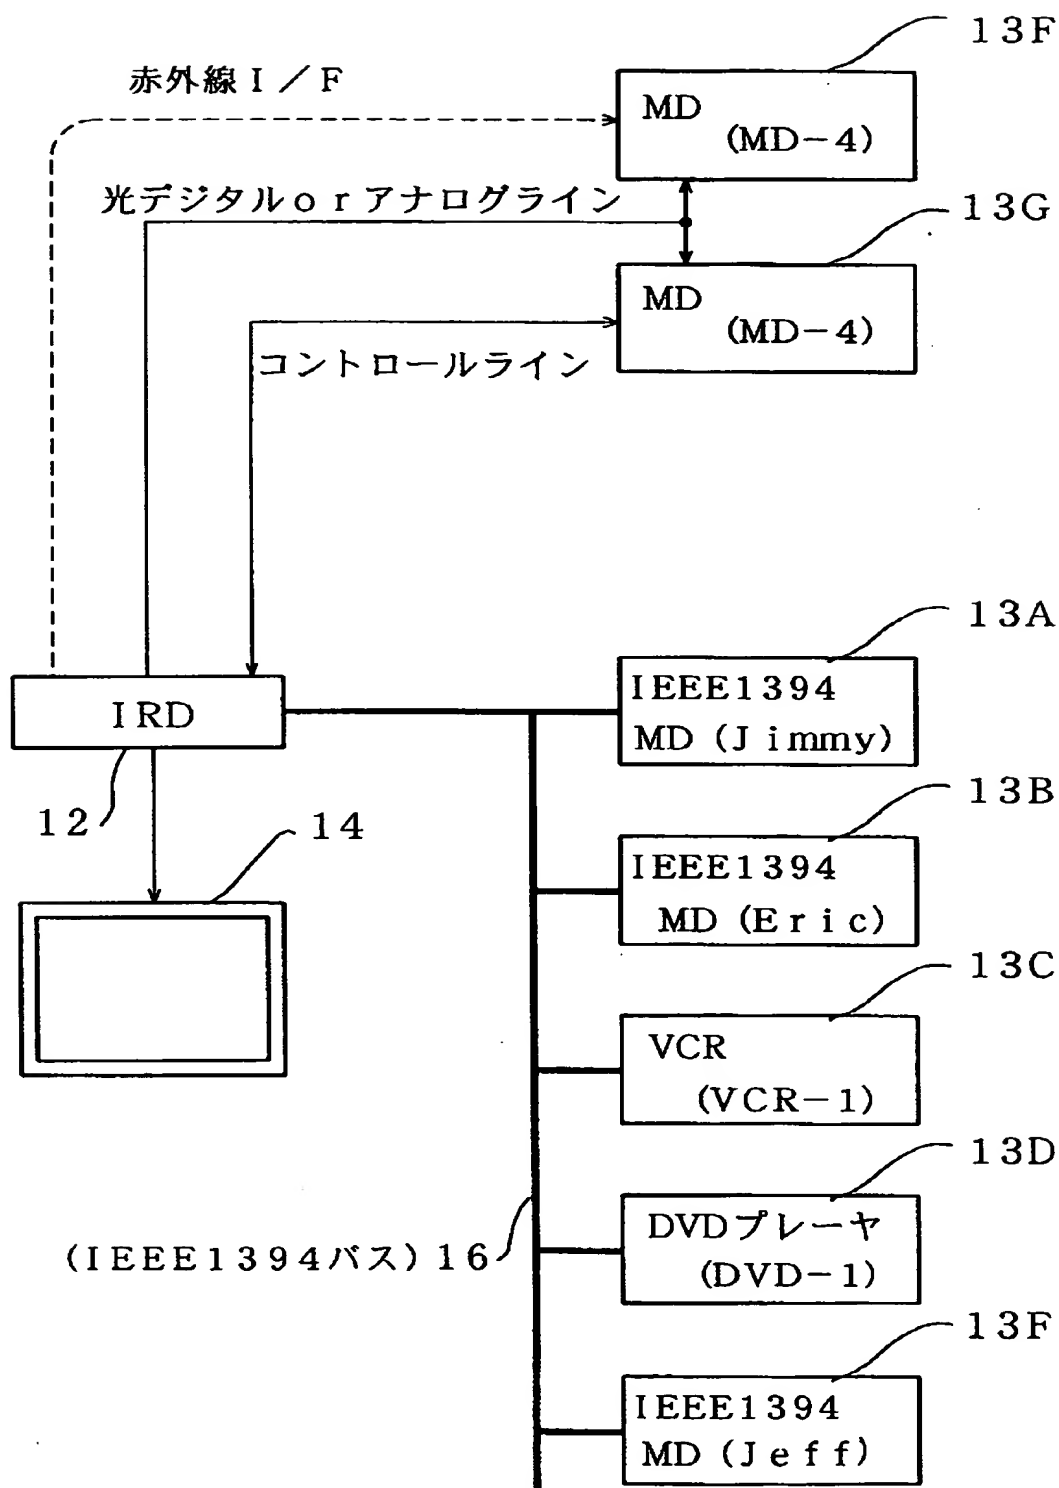 13F
赤外線I/F
MD
(MD-4)
光デジタルorアナログライン
13G
MD
(MD-4)
コントロールライン
13A
IEEE1394
MD(Jimmy)
IRD
12
13B
14
IEEE1394
MD(Eric)
13C
VCR
(VCR-1)
13D
DVDプレーヤ
(DVD-1)
(IEEE1394バス)16
13F
IEEE1394
MD(Jeff)